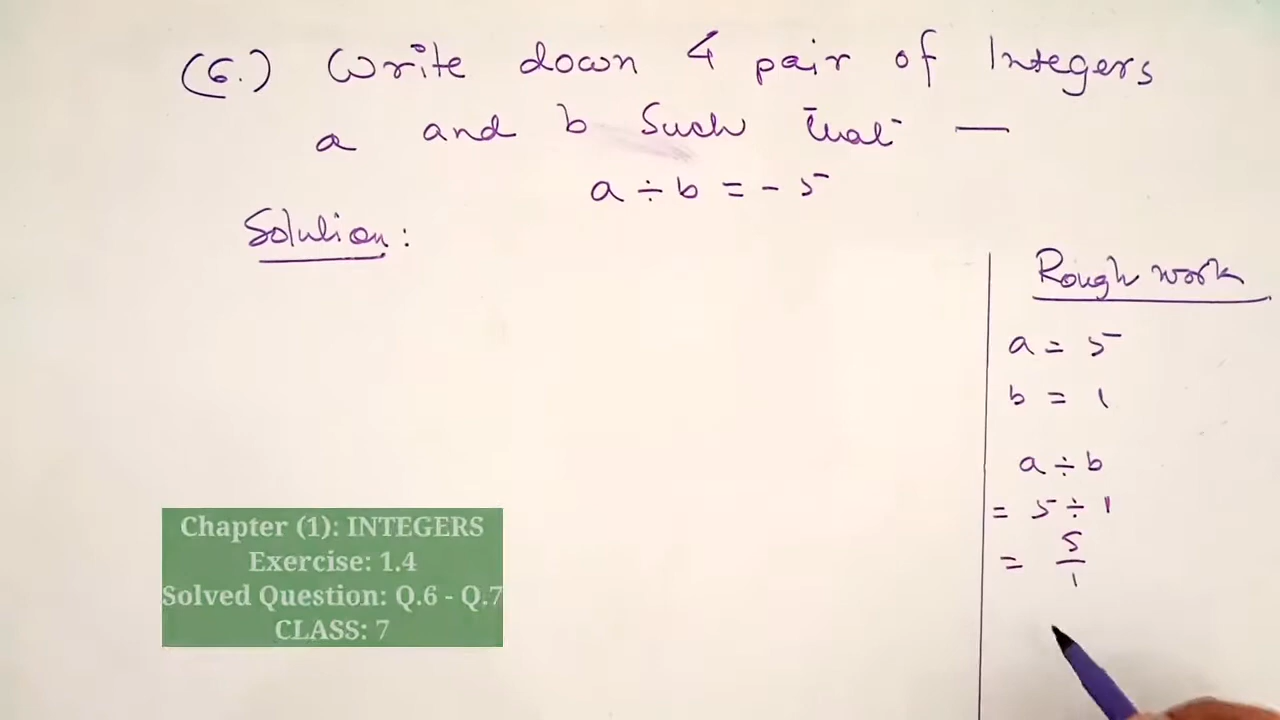 (6.) Write down 4 pair of Integers
a and b Such that —
a ÷ b = - 5
Solution:
Rough work
a = 5
b = 1
a ÷ b
= 5 ÷ 1
= 5/1
Chapter (1): INTEGERS
Exercise: 1.4
Solved Question: Q.6 - Q.7
CLASS: 7